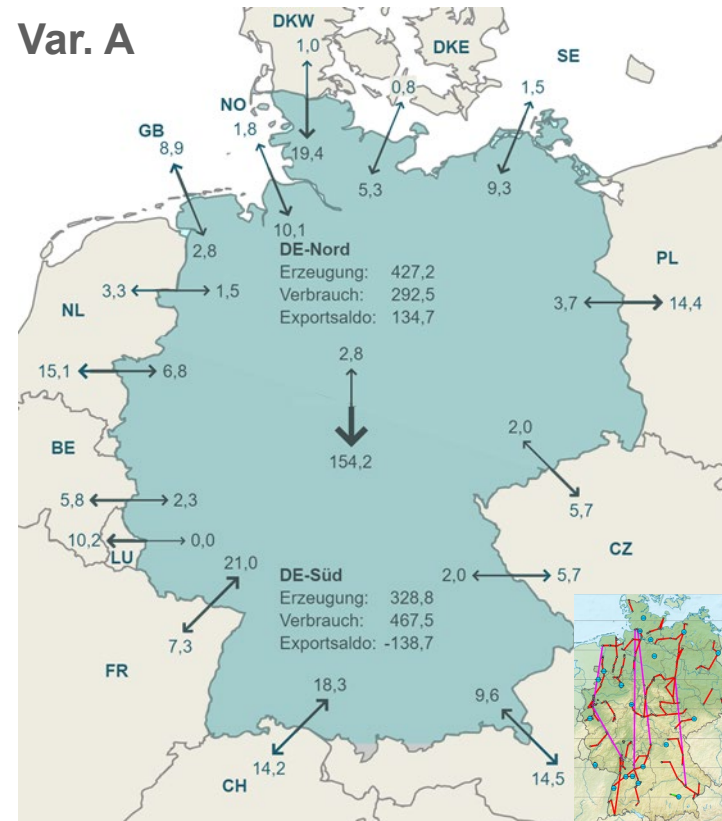 Var. A
DKW
1,0
DKE
SE
0,8
1,5
NO
1,8
GB
8,9
19,4
5,3
9,3
10,1
2,8
DE-Nord
Erzeugung: 427,2
Verbrauch: 292,5
Exportsaldo: 134,7
PL
3,3
1,5
3,7
14,4
NL
2,8
15,1
6,8
2,0
BE
154,2
5,8
2,3
5,7
10,2
0,0
CZ
LU
21,0
DE-Süd
Erzeugung: 328,8
Verbrauch: 467,5
Exportsaldo: -138,7
2,0
5,7
7,3
FR
18,3
9,6
14,2
14,5
CH